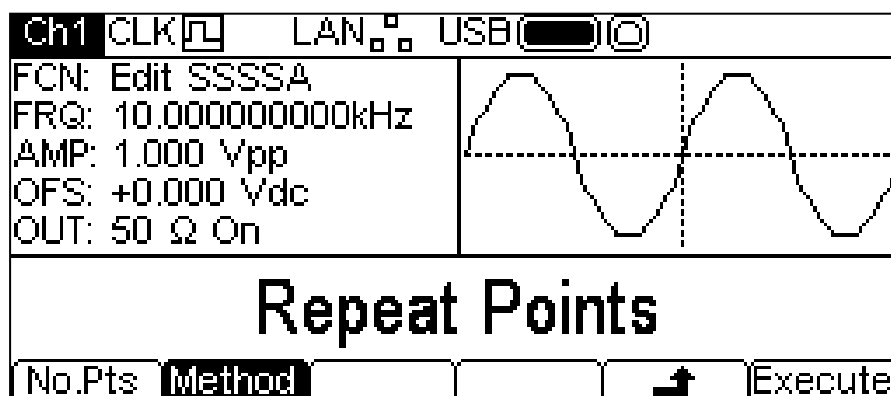 Ch1 CLK LAN USB
FCN: Edit SSSSA
FRQ: 10.000000000kHz
AMP: 1.000 Vpp
OFS: +0.000 Vdc
OUT: 50 Ω On
Repeat Points
No.Pts Method Execute